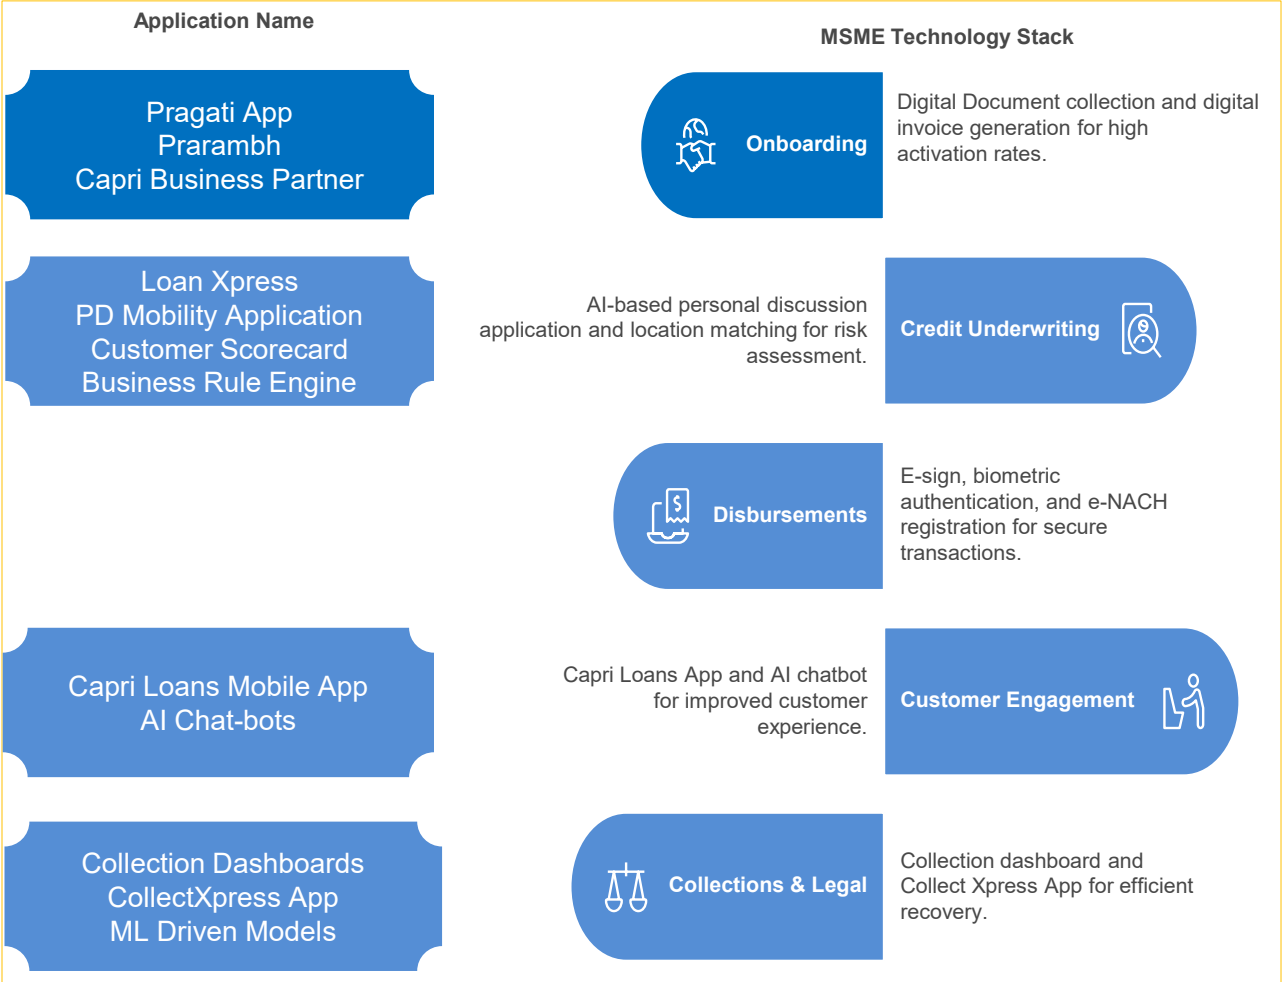 Application Name
MSME Technology Stack
Pragati App
Prarambh
Capri Business Partner
Onboarding
Digital Document collection and digital
invoice generation for high
activation rates.
Loan Xpress
PD Mobility Application
Customer Scorecard
Business Rule Engine
AI-based personal discussion
application and location matching for risk
assessment.
Credit Underwriting
Disbursements
E-sign, biometric
authentication, and e-NACH
registration for secure
transactions.
Capri Loans Mobile App
AI Chat-bots
Capri Loans App and AI chatbot
for improved customer
experience.
Customer Engagement
Collection Dashboards
CollectXpress App
ML Driven Models
Collections & Legal
Collection dashboard and
Collect Xpress App for efficient
recovery.